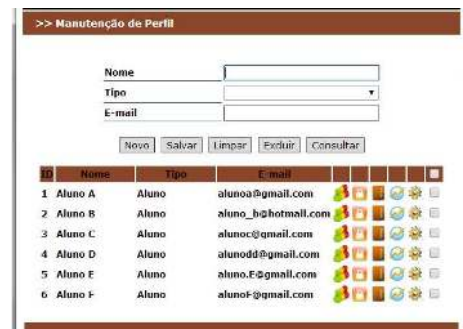 >> Manutenção de Perfil
Nome
Tipo
E-mail
Novo Salvar Limpar Excluir Consultar
ID Nome Tipo E-mail
1 Aluno A Aluno alunoa@gmail.com
2 Aluno B Aluno aluno_b@hotmail.com
3 Aluno C Aluno alunoc@gmail.com
4 Aluno D Aluno alunodd@gmail.com
5 Aluno E Aluno aluno.E@gmail.com
6 Aluno F Aluno alunoF@gmail.com